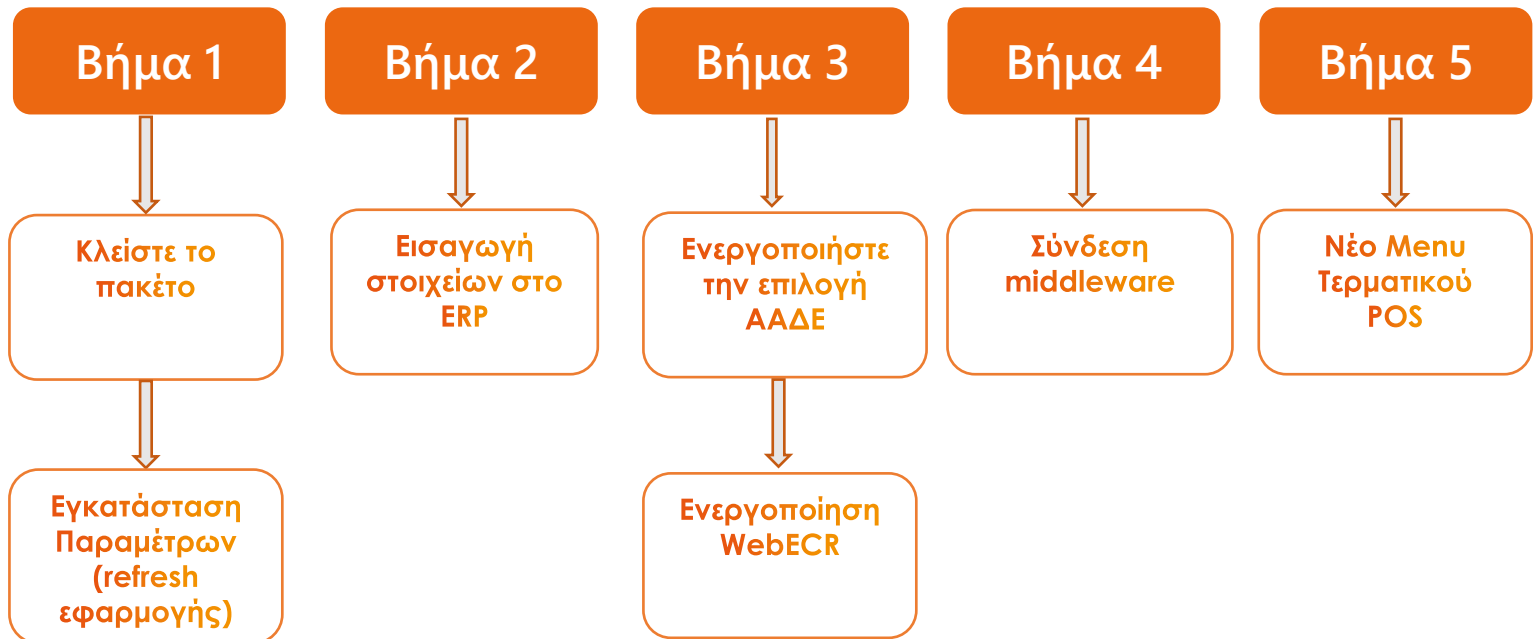 Βήμα 1
Βήμα 2
Βήμα 3
Βήμα 4
Βήμα 5
Κλείστε το
πακέτο
Εισαγωγή
στοιχείων στο
ERP
Ενεργοποιήστε
την επιλογή
ΑΑΔΕ
Σύνδεση
middleware
Νέο Menu
Τερματικού
POS
Εγκατάσταση
Παραμέτρων
(refresh
εφαρμογής)
Ενεργοποίηση
WebECR